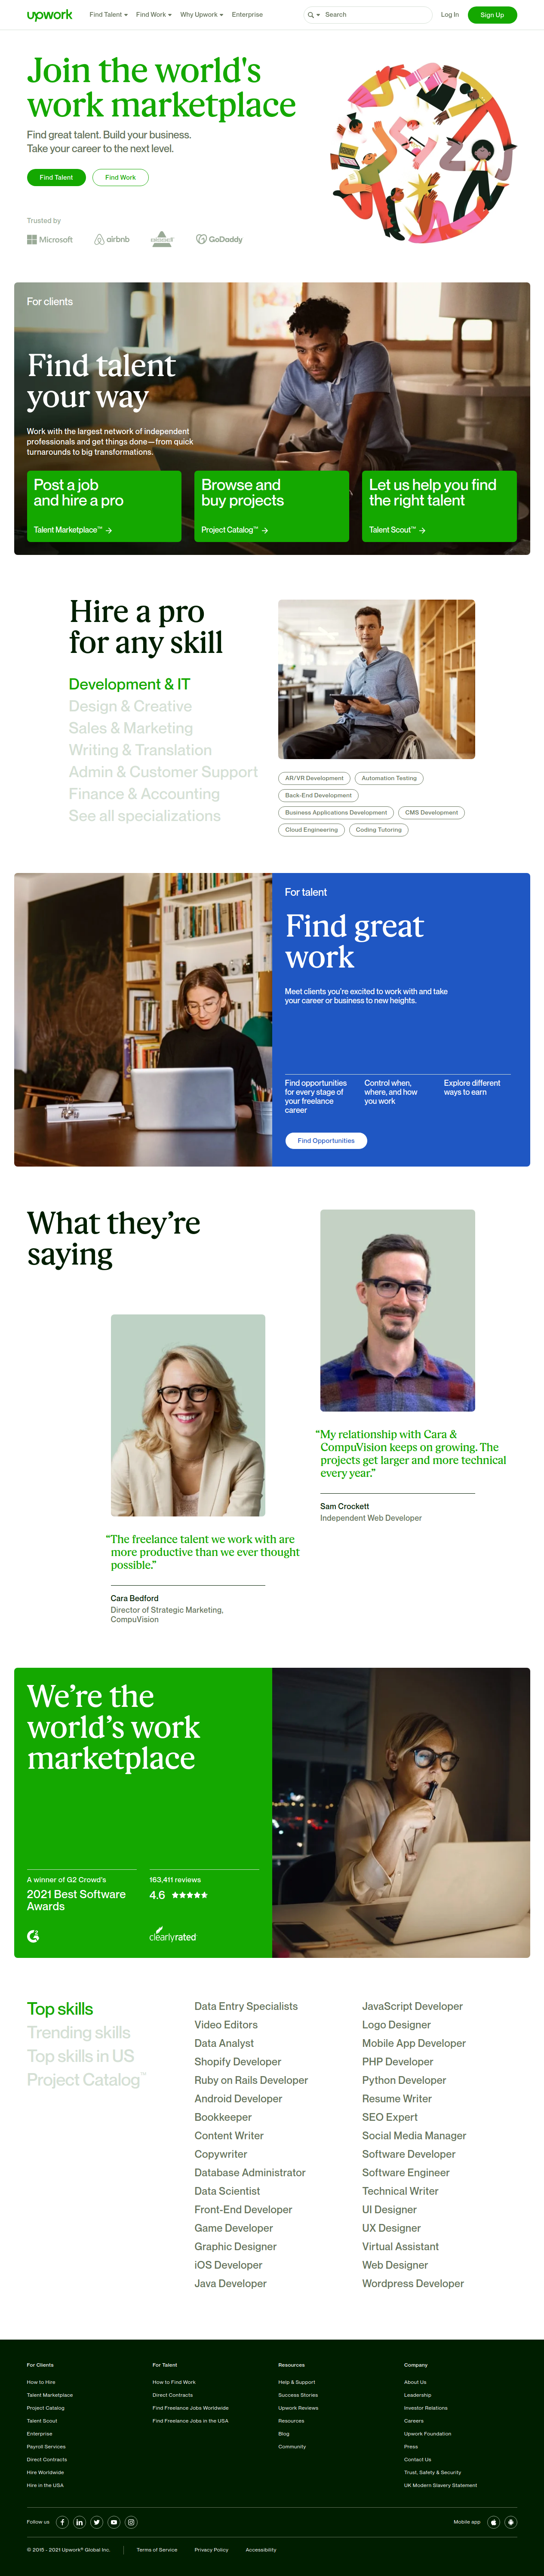 upwork
Find Talent
Find Work
Why Upwork
Enterprise
Search
Log In
Sign Up
Join the world's
work marketplace
Find great talent. Build your business.
Take your career to the next level.
Find Talent
Find Work
Trusted by
Microsoft
airbnb
GoDaddy
For clients
Find talent
your way
Work with the largest network of independent
professionals and get things done—from quick
turnarounds to big transformations.
Post a job
and hire a pro
Talent Marketplace™
Browse and
buy projects
Project Catalog™
Let us help you find
the right talent
Talent Scout™
Hire a pro
for any skill
Development & IT
Design & Creative
Sales & Marketing
Writing & Translation
Admin & Customer Support
Finance & Accounting
See all specializations
AR/VR Development
Automation Testing
Back-End Development
Business Applications Development
CMS Development
Cloud Engineering
Coding Tutoring
For talent
Find great
work
Meet clients you're excited to work with and take
your career or business to new heights.
Find opportunities
for every stage of
your freelance
career
Control when,
where, and how
you work
Explore different
ways to earn
Find Opportunities
What they’re
saying
“My relationship with Cara &
CompuVision keeps on growing. The
projects get larger and more technical
every year.”
Sam Crockett
Independent Web Developer
“The freelance talent we work with are
more productive than we ever thought
possible.”
Cara Bedford
Director of Strategic Marketing,
CompuVision
We’re the
world’s work
marketplace
A winner of G2 Crowd's
2021 Best Software
Awards
163,411 reviews
4.6
clearlyrated
Top skills
Trending skills
Top skills in US
Project Catalog™
Data Entry Specialists
Video Editors
Data Analyst
Shopify Developer
Ruby on Rails Developer
Android Developer
Bookkeeper
Content Writer
Copywriter
Database Administrator
Data Scientist
Front-End Developer
Game Developer
Graphic Designer
iOS Developer
Java Developer
JavaScript Developer
Logo Designer
Mobile App Developer
PHP Developer
Python Developer
Resume Writer
SEO Expert
Social Media Manager
Software Developer
Software Engineer
Technical Writer
UI Designer
UX Designer
Virtual Assistant
Web Designer
Wordpress Developer
For Clients
How to Hire
Talent Marketplace
Project Catalog
Talent Scout
Enterprise
Payroll Services
Direct Contracts
Hire Worldwide
Hire in the USA
For Talent
How to Find Work
Direct Contracts
Find Freelance Jobs Worldwide
Find Freelance Jobs in the USA
Resources
Help & Support
Success Stories
Upwork Reviews
Resources
Blog
Community
Company
About Us
Leadership
Investor Relations
Careers
Upwork Foundation
Press
Contact Us
Trust, Safety & Security
UK Modern Slavery Statement
Follow us
Mobile app
© 2015 - 2021 Upwork® Global Inc.
Terms of Service
Privacy Policy
Accessibility